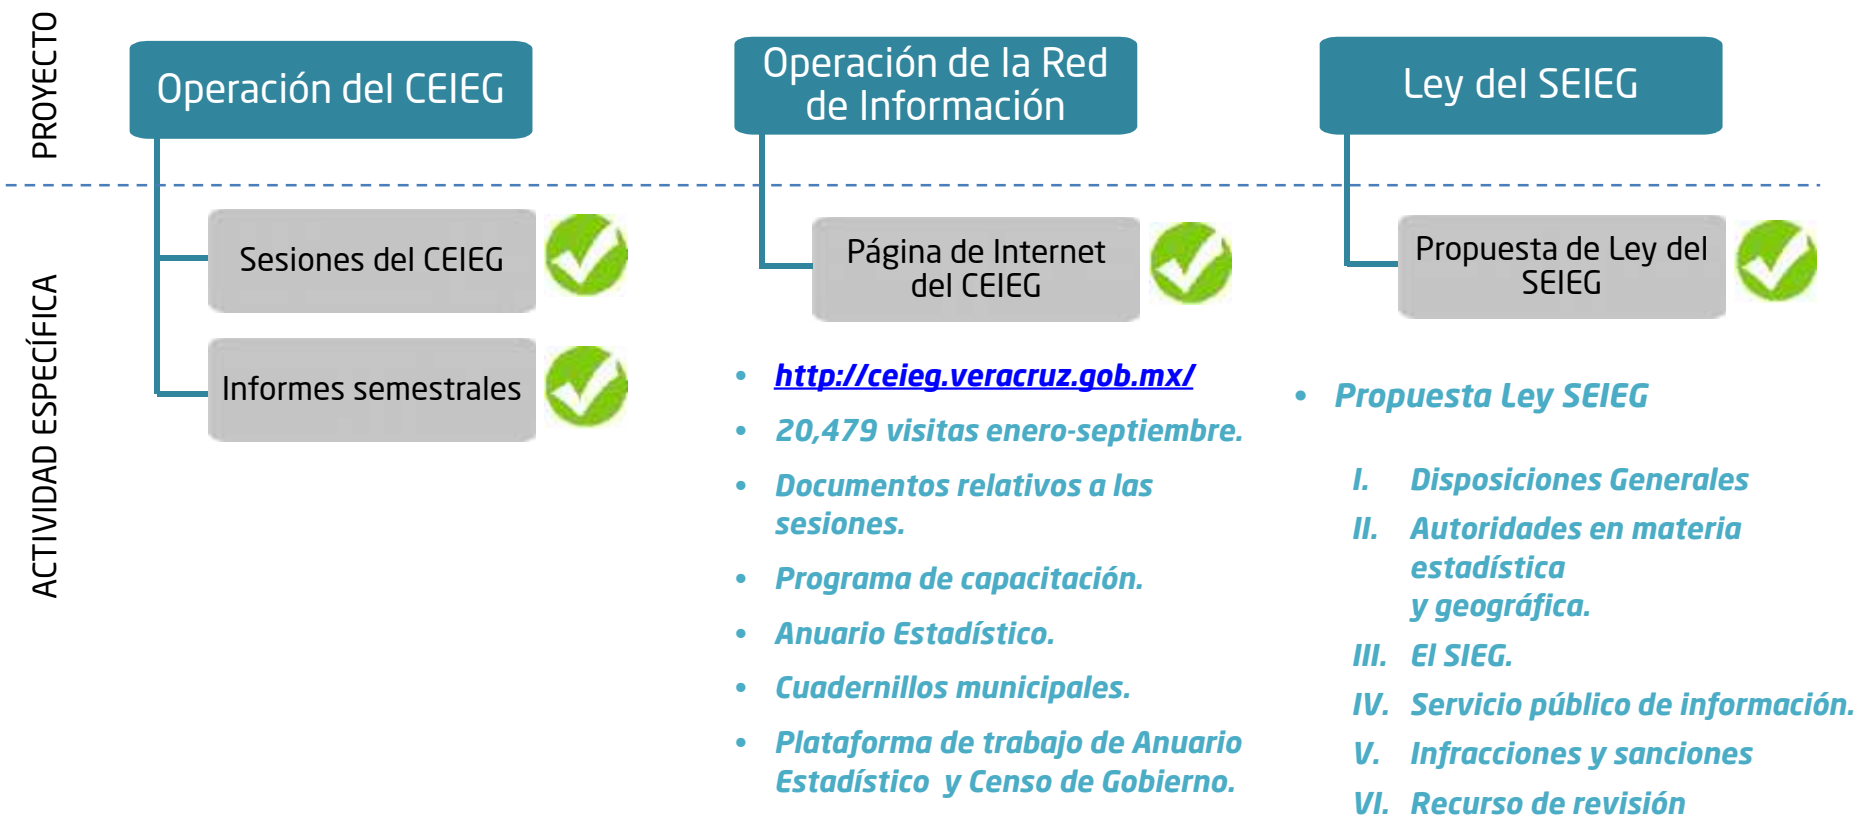 PROYECTO
Operación del CEIEG
Operación de la Red
de Información
Ley del SEIEG
ACTIVIDAD ESPECÍFICA
Sesiones del CEIEG
Informes semestrales
Página de Internet
del CEIEG
• http://ceieg.veracruz.gob.mx/
• 20,479 visitas enero-septiembre.
• Documentos relativos a las
sesiones.
• Programa de capacitación.
• Anuario Estadístico.
• Cuadernillos municipales.
• Plataforma de trabajo de Anuario
Estadístico y Censo de Gobierno.
Propuesta de Ley del
SEIEG
• Propuesta Ley SEIEG
I. Disposiciones Generales
II. Autoridades en materia
estadística
y geográfica.
III. El SIEG.
IV. Servicio público de información.
V. Infracciones y sanciones
VI. Recurso de revisión